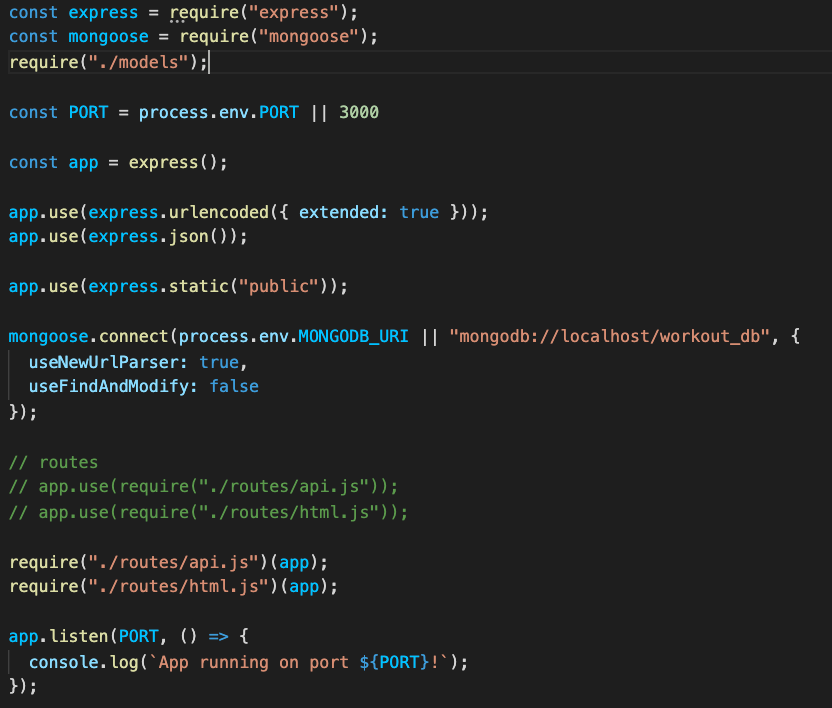 const express = require("express");
const mongoose = require("mongoose");
require("./models");
const PORT = process.env.PORT || 3000
const app = express();
app.use(express.urlencoded({ extended: true }));
app.use(express.json());
app.use(express.static("public"));
mongoose.connect(process.env.MONGODB_URI || "mongodb://localhost/workout_db", {
  useNewUrlParser: true,
  useFindAndModify: false
});
// routes
// app.use(require("./routes/api.js"));
// app.use(require("./routes/html.js"));
require("./routes/api.js")(app);
require("./routes/html.js")(app);
app.listen(PORT, () => {
  console.log(`App running on port ${PORT}!`);
});